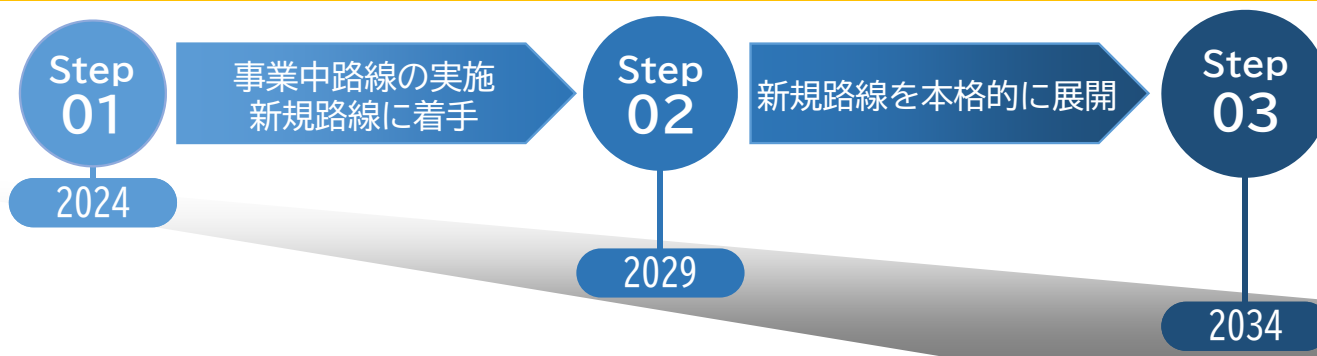 Step
01
事業中路線の実施
新規路線に着手
Step
02
新規路線を本格的に展開
Step
03
2024
2029
2034